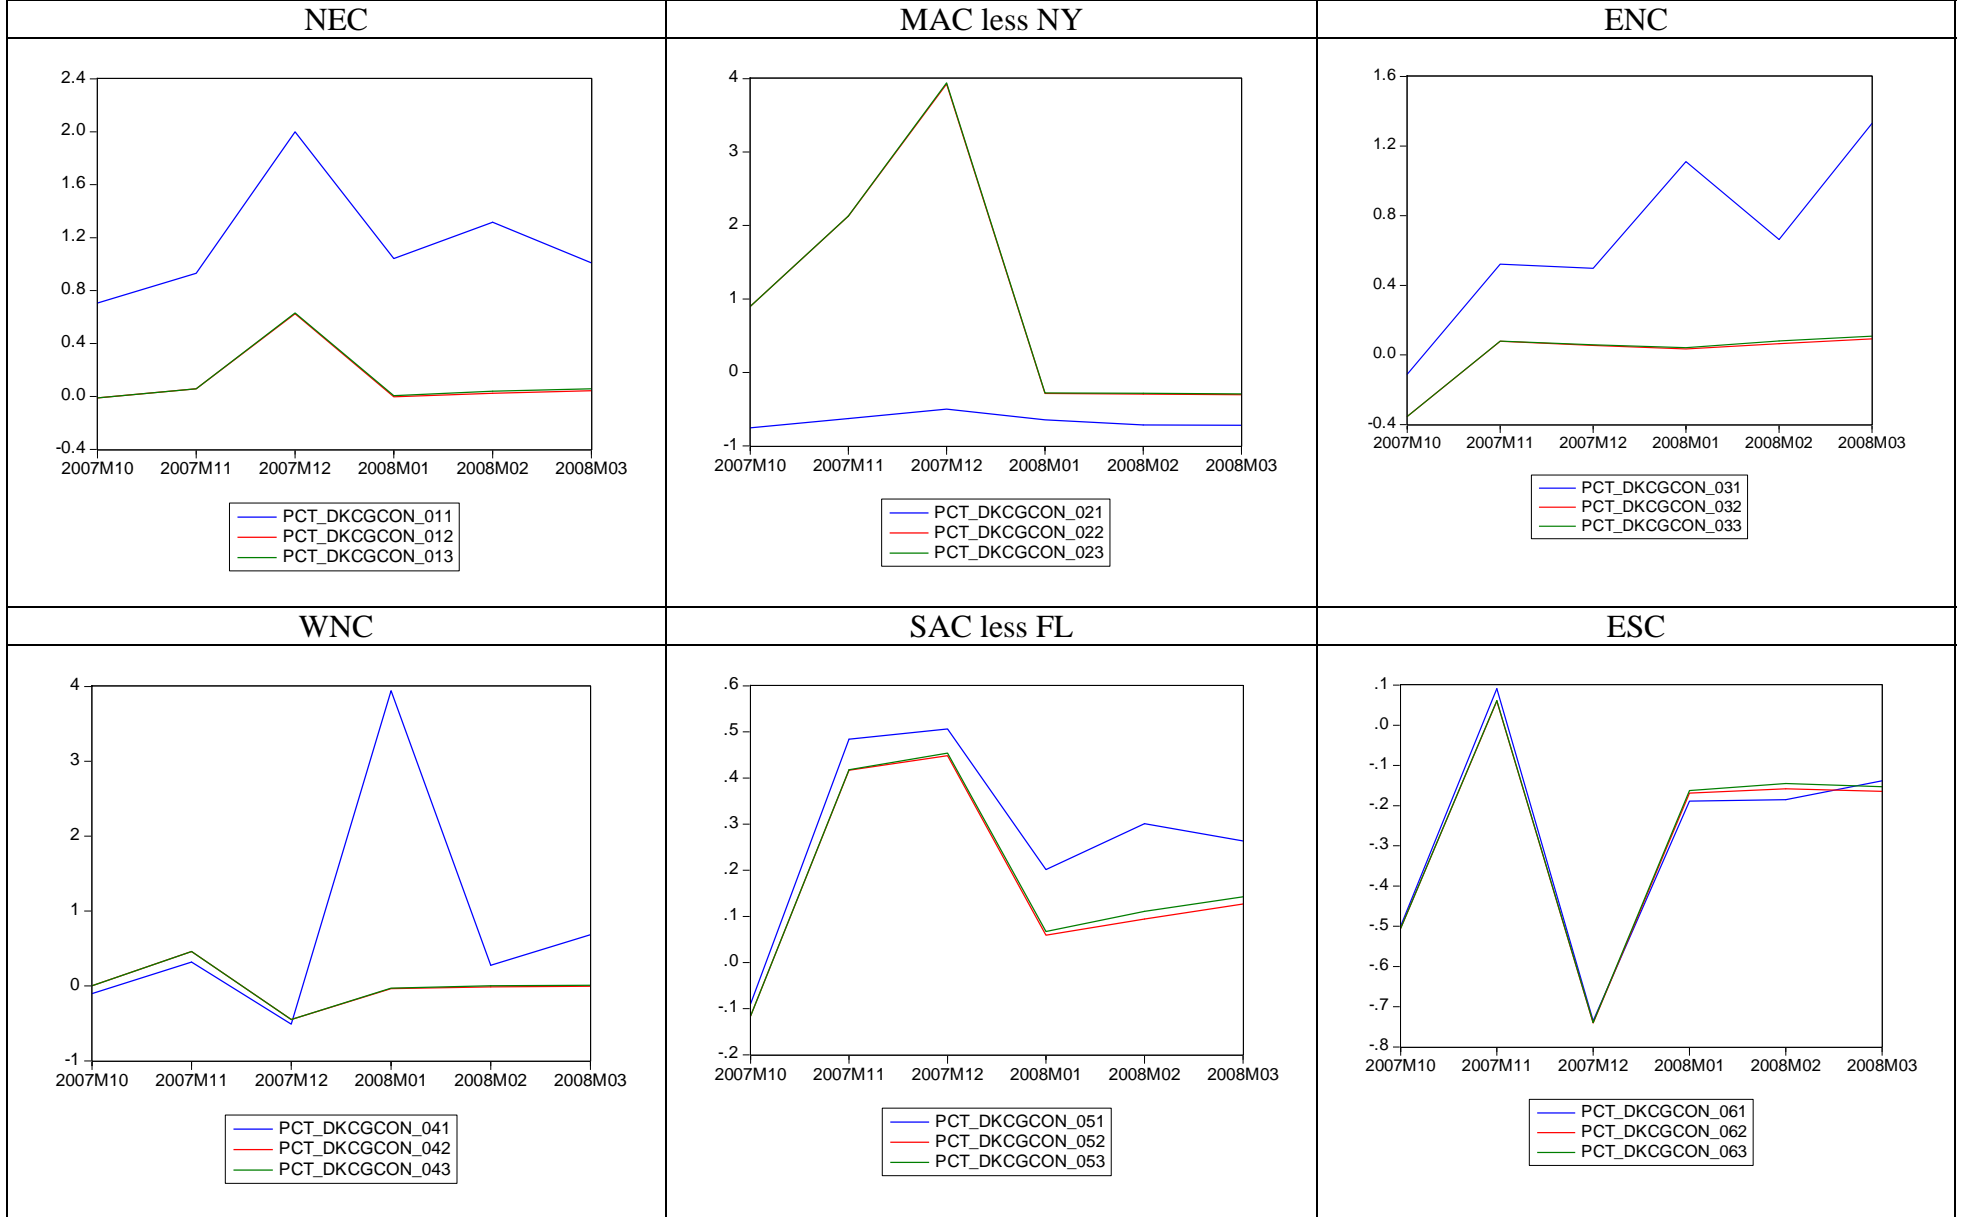 NEC
MAC less NY
ENC
2.4
2.0
1.6
1.2
0.8
0.4
0.0
-0.4
2007M10 2007M11 2007M12 2008M01 2008M02 2008M03
PCT_DKCGCON_011
PCT_DKCGCON_012
PCT_DKCGCON_013
4
3
2
1
0
-1
2007M10 2007M11 2007M12 2008M01 2008M02 2008M03
PCT_DKCGCON_021
PCT_DKCGCON_022
PCT_DKCGCON_023
1.6
1.2
0.8
0.4
0.0
-0.4
2007M10 2007M11 2007M12 2008M01 2008M02 2008M03
PCT_DKCGCON_031
PCT_DKCGCON_032
PCT_DKCGCON_033
WNC
SAC less FL
ESC
4
3
2
1
0
-1
2007M10 2007M11 2007M12 2008M01 2008M02 2008M03
PCT_DKCGCON_041
PCT_DKCGCON_042
PCT_DKCGCON_043
.6
.5
.4
.3
.2
.1
.0
-.1
-.2
2007M10 2007M11 2007M12 2008M01 2008M02 2008M03
PCT_DKCGCON_051
PCT_DKCGCON_052
PCT_DKCGCON_053
.1
.0
-.1
-.2
-.3
-.4
-.5
-.6
-.7
-.8
2007M10 2007M11 2007M12 2008M01 2008M02 2008M03
PCT_DKCGCON_061
PCT_DKCGCON_062
PCT_DKCGCON_063